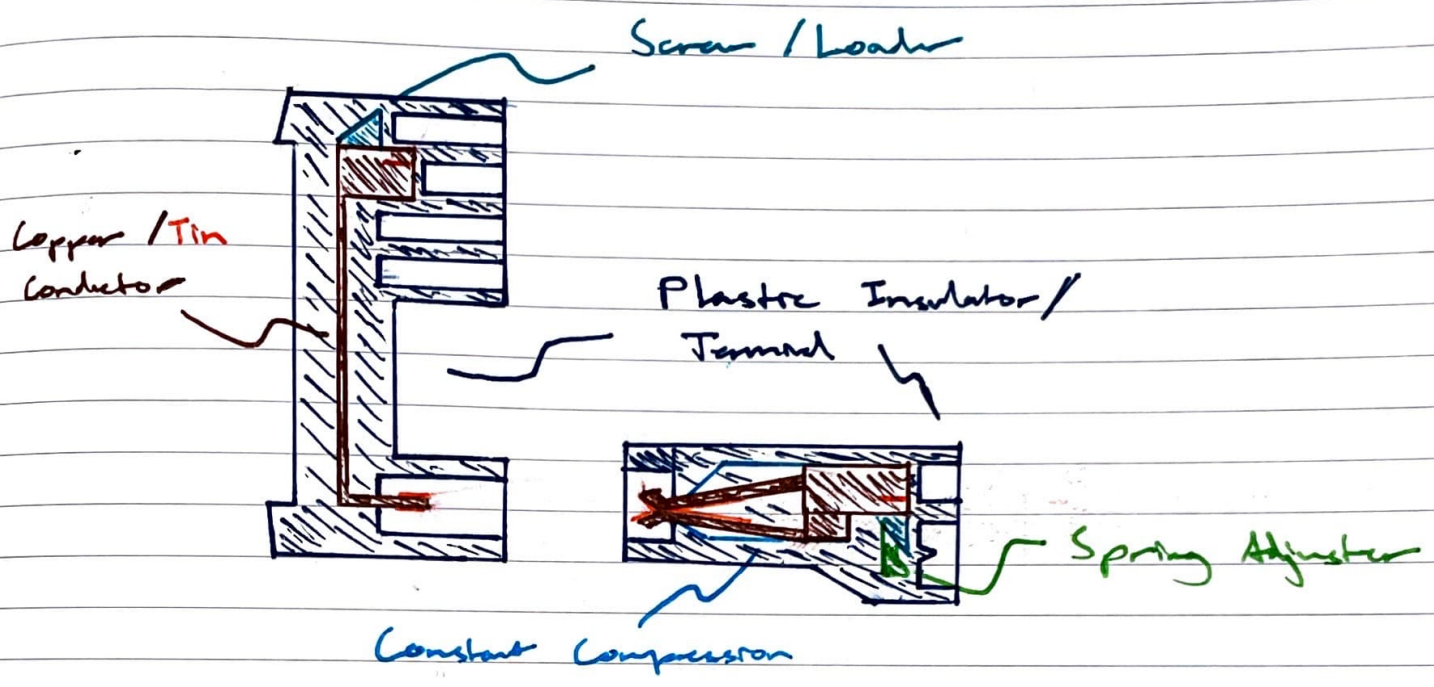 Screw / Loader
Copper / Tin
Conductor
Plastic Insulator /
Terminal
Spring Adjuster
Constant Compression